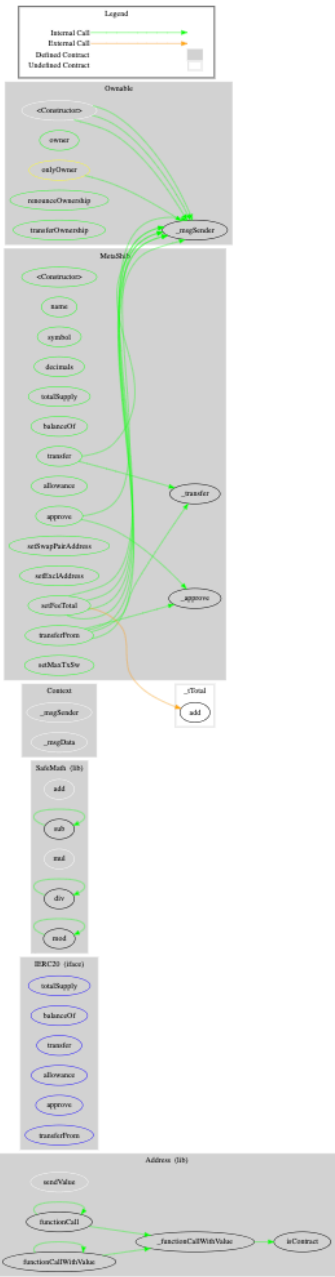 Legend
Internal Call
External Call
Defined Contract
Undefined Contract
Ownable
<Constructor>
owner
onlyOwner
renounceOwnership
transferOwnership
_msgSender
MetaShift
<Constructor>
name
symbol
decimals
totalSupply
balanceOf
transfer
allowance
approve
setSwapPairAddress
setExclAddress
setFeeTotal
transferFrom
setMaxTxSw
_transfer
_approve
Context
_msgSender
_msgData
_tTotal
add
SafeMath (lib)
add
sub
mul
div
mod
IERC20 (iface)
totalSupply
balanceOf
transfer
allowance
approve
transferFrom
Address (lib)
sendValue
functionCall
functionCallWithValue
_functionCallWithValue
isContract